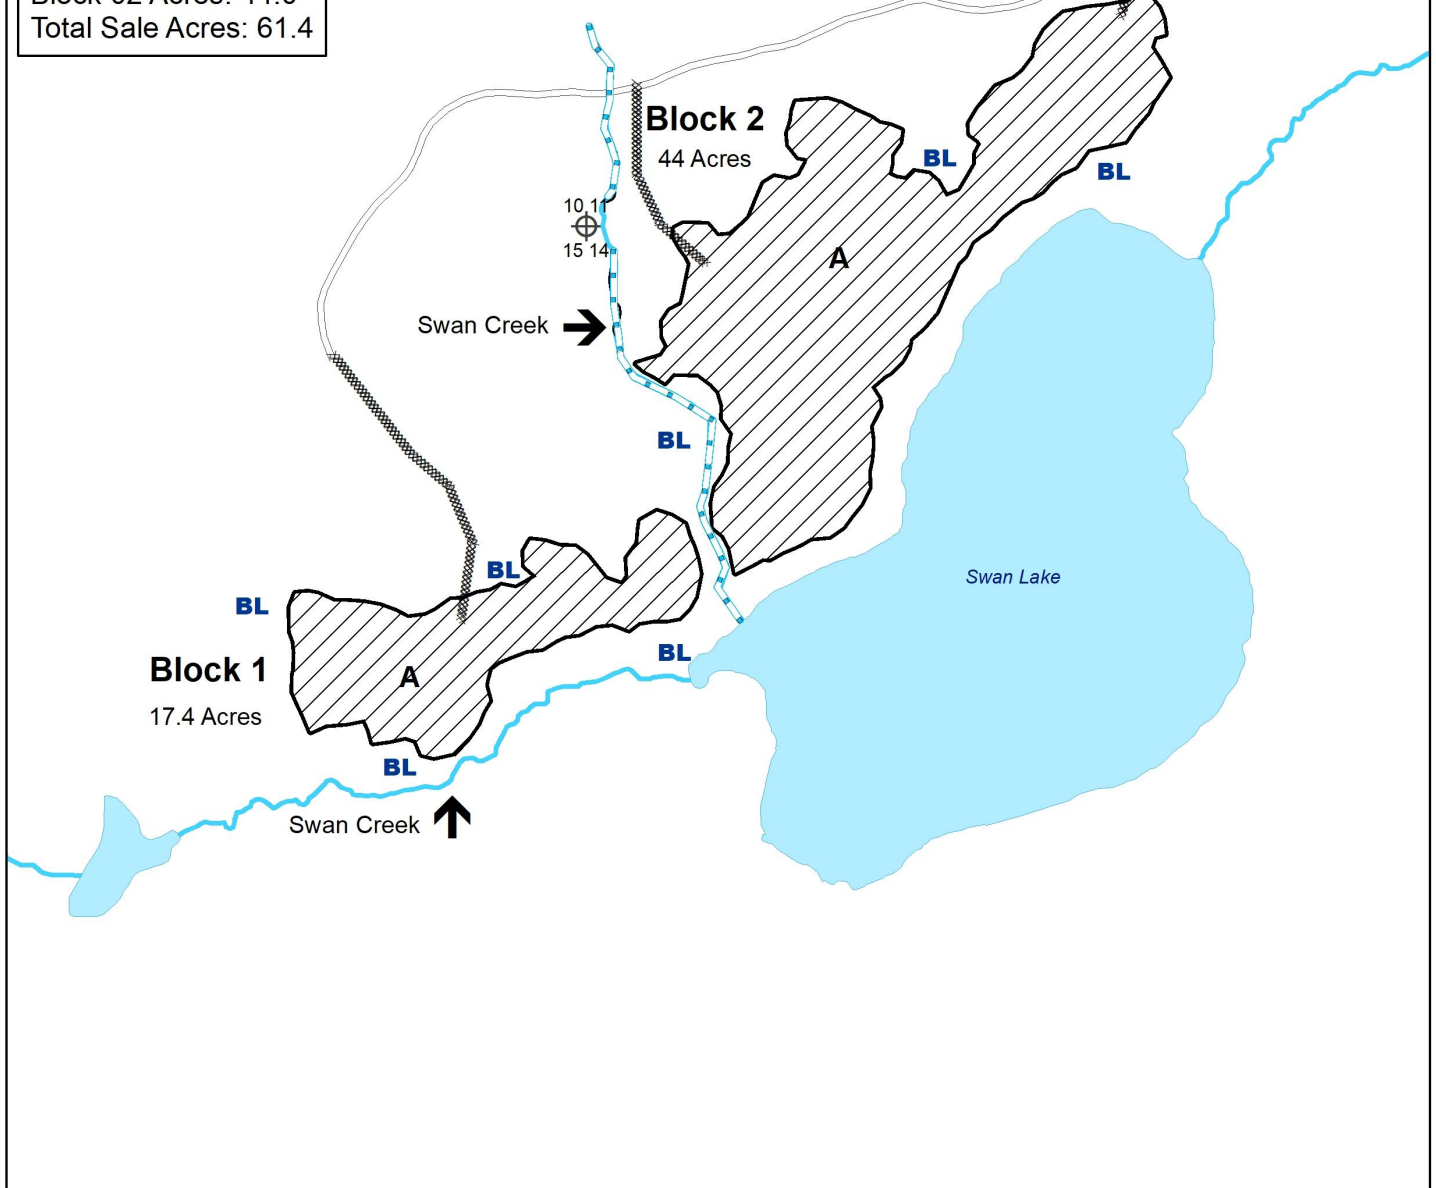 Total Sale Acres: 61.4
Block 2
44 Acres
BL
BL
10 11
15 14
A
Swan Creek
BL
Swan Lake
BL
BL
BL
Block 1
A
17.4 Acres
BL
Swan Creek